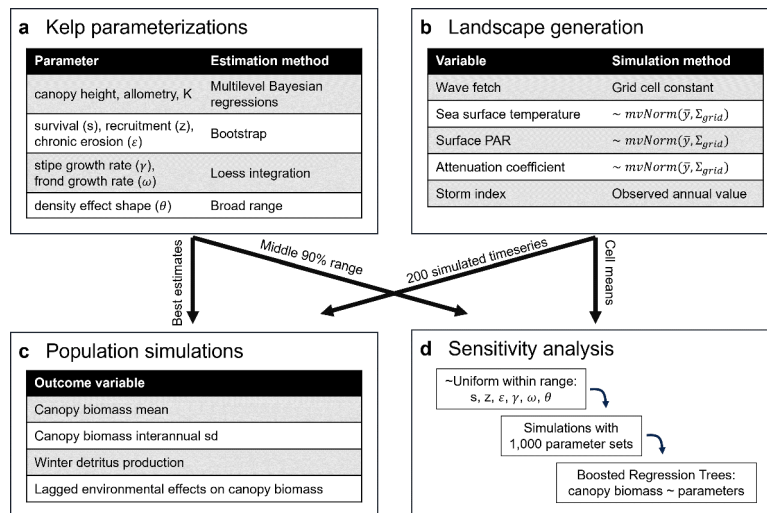 a Kelp parameterizations
Parameter Estimation method
canopy height, allometry, K Multilevel Bayesian
regressions
survival (s), recruitment (z),
chronic erosion (ε) Bootstrap
stipe growth rate (γ),
frond growth rate (ω) Loess integration
density effect shape (θ) Broad range
b Landscape generation
Variable Simulation method
Wave fetch Grid cell constant
Sea surface temperature ~ mvNorm(ȳ, Σ_grid)
Surface PAR ~ mvNorm(ȳ, Σ_grid)
Attenuation coefficient ~ mvNorm(ȳ, Σ_grid)
Storm index Observed annual value
Best estimates
Middle 90% range
200 simulated timeseries
Cell means
c Population simulations
Outcome variable
Canopy biomass mean
Canopy biomass interannual sd
Winter detritus production
Lagged environmental effects on canopy biomass
d Sensitivity analysis
~Uniform within range:
s, z, ε, γ, ω, θ
Simulations with
1,000 parameter sets
Boosted Regression Trees:
canopy biomass ~ parameters